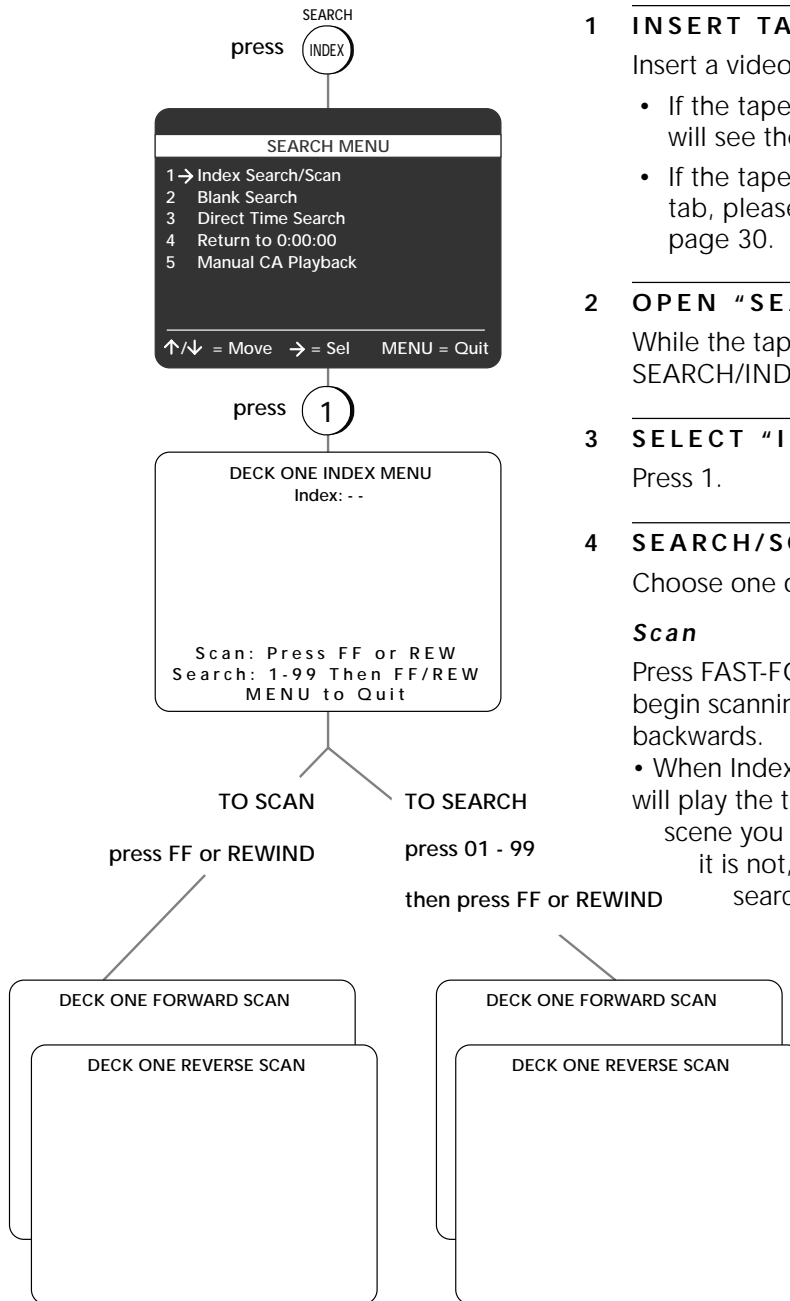 SEARCH
press INDEX
SEARCH MENU
1 → Index Search/Scan
2 Blank Search
3 Direct Time Search
4 Return to 0:00:00
5 Manual CA Playback
↑/↓ = Move → = Sel MENU = Quit
press 1
DECK ONE INDEX MENU
Index: - -
Scan: Press FF or REW
Search: 1-99 Then FF/REW
MENU to Quit
TO SCAN
press FF or REWIND
TO SEARCH
press 01 - 99
then press FF or REWIND
DECK ONE FORWARD SCAN
DECK ONE REVERSE SCAN
DECK ONE FORWARD SCAN
DECK ONE REVERSE SCAN
1 INSERT TA
Insert a video
• If the tape
will see the
• If the tape
tab, please
page 30.
2 OPEN “SEA
While the tap
SEARCH/IND
3 SELECT “I
Press 1.
4 SEARCH/SC
Choose one
Scan
Press FAST-FO
begin scannin
backwards.
• When Index
will play the t
scene you
it is not,
searc